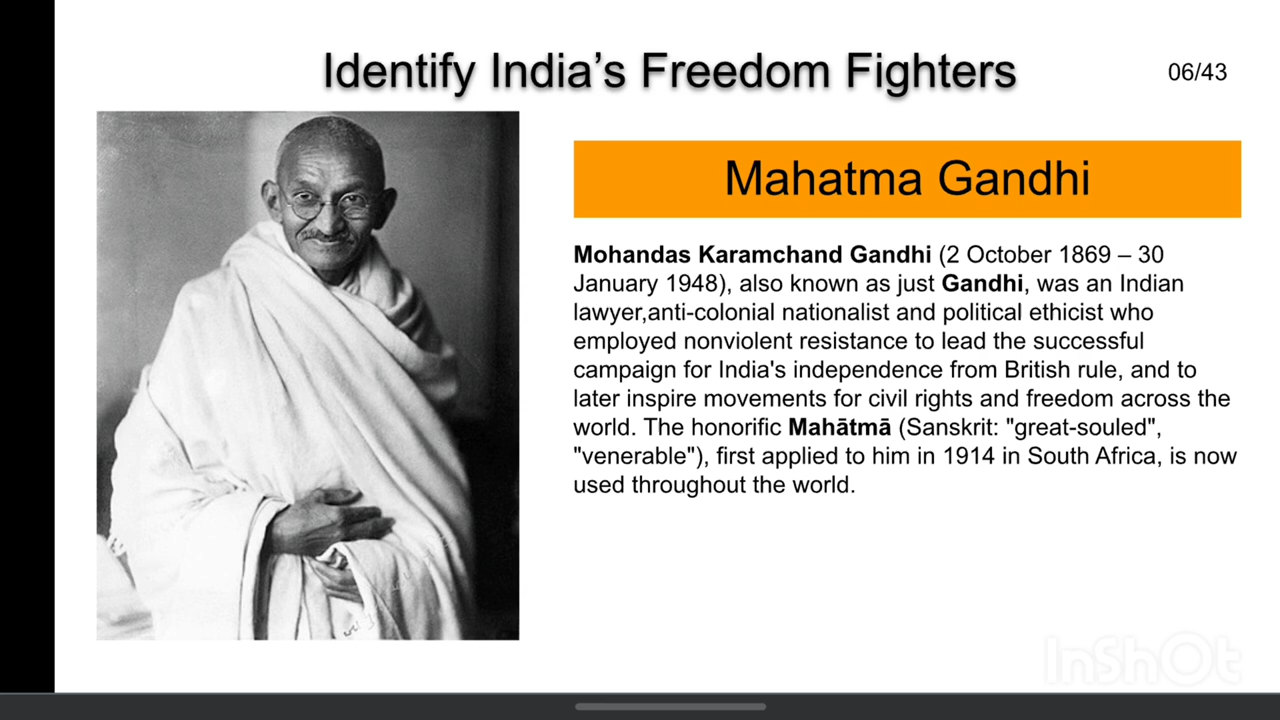 Identify India’s Freedom Fighters
06/43
Mahatma Gandhi
Mohandas Karamchand Gandhi (2 October 1869 – 30
January 1948), also known as just Gandhi, was an Indian
lawyer,anti-colonial nationalist and political ethicist who
employed nonviolent resistance to lead the successful
campaign for India's independence from British rule, and to
later inspire movements for civil rights and freedom across the
world. The honorific Mahātmā (Sanskrit: "great-souled",
"venerable"), first applied to him in 1914 in South Africa, is now
used throughout the world.
InShOt